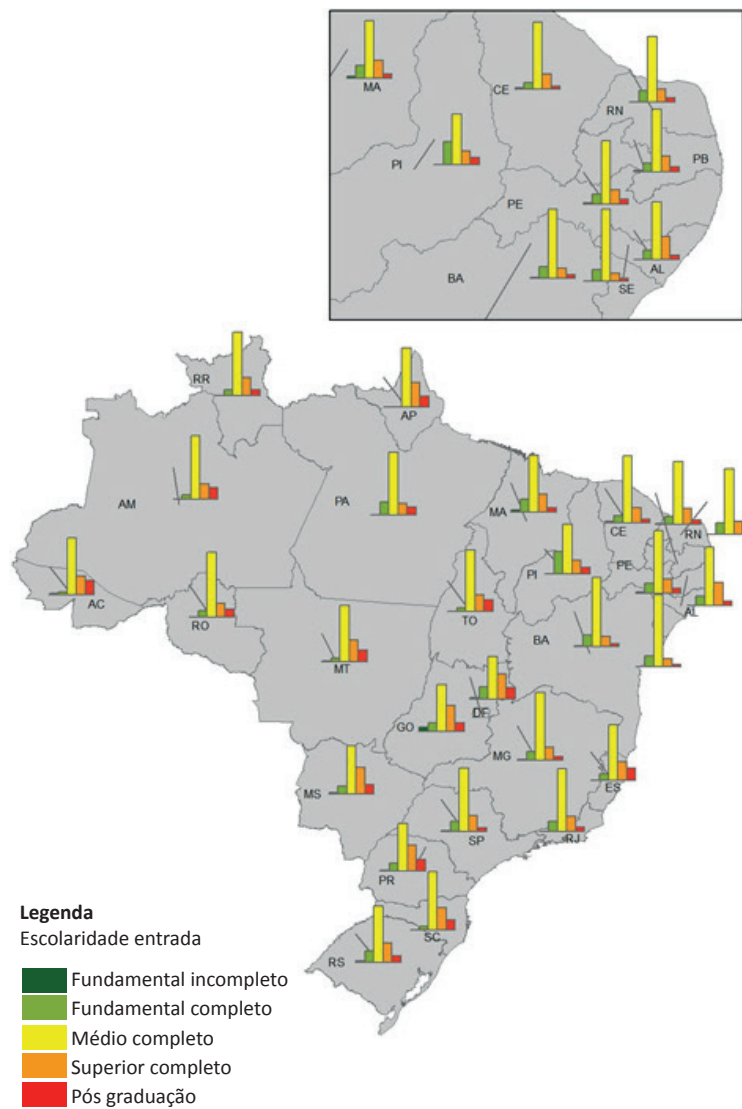 MA
CE
RN
PI
PB
PE
BA
AL
SE
RR
AP
AM
PA
MA
CE
RN
PI
PE
AC
RO
TO
AL
MT
BA
DF
GO
MG
MS
ES
SP
RJ
PR
SC
RS
Legenda
Escolaridade entrada
Fundamental incompleto
Fundamental completo
Médio completo
Superior completo
Pós graduação